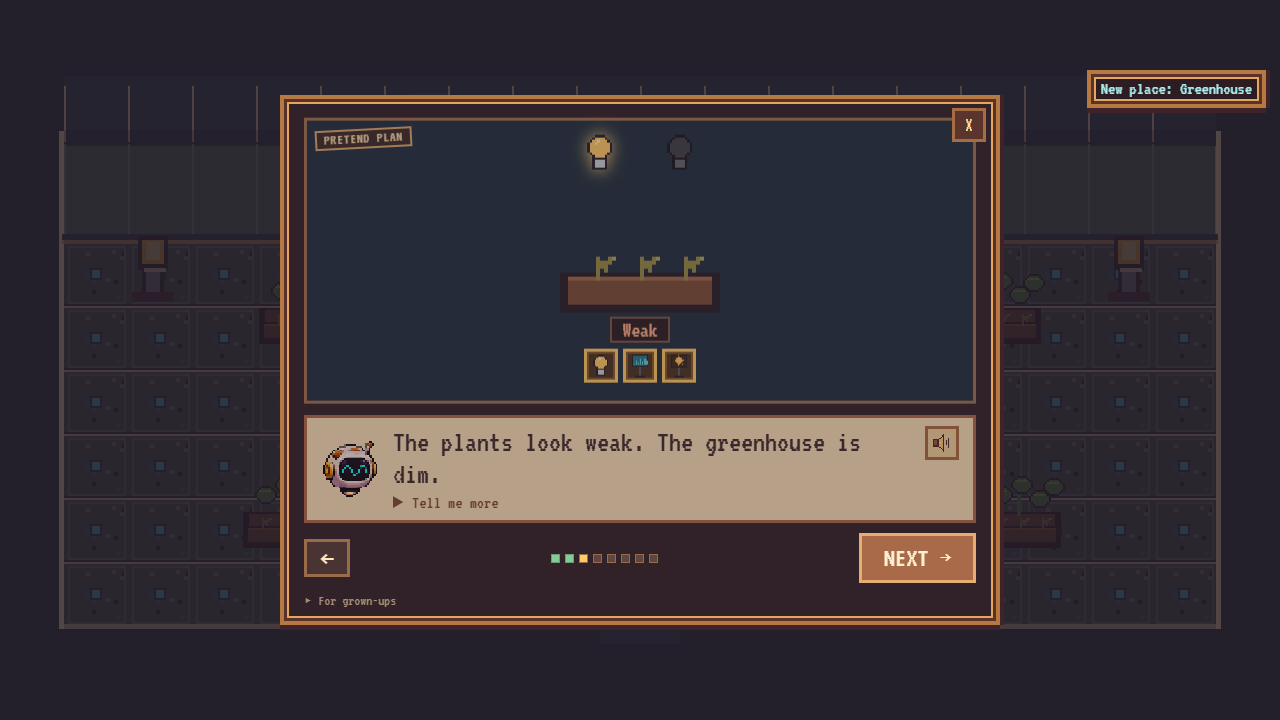 New place: Greenhouse
X
PRETEND PLAN
Weak
The plants look weak. The greenhouse is
dim.
Tell me more
NEXT
For grown-ups